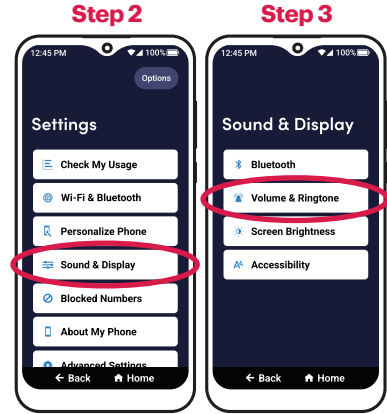 Step 2
12:45 PM 100%
Options
Settings
Check My Usage
Wi-Fi & Bluetooth
Personalize Phone
Sound & Display
Blocked Numbers
About My Phone
Advanced Settings
Back Home
Step 3
12:45 PM 100%
Sound & Display
Bluetooth
Volume & Ringtone
Screen Brightness
AA Accessibility
Back Home